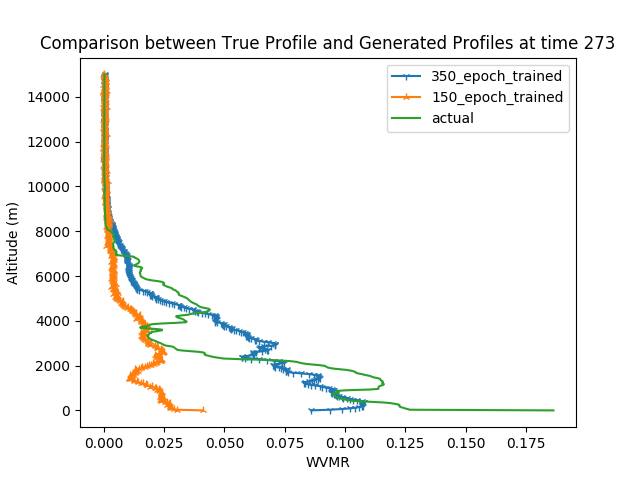 Comparison between True Profile and Generated Profiles at time 273
350_epoch_trained
150_epoch_trained
actual
14000
12000
10000
8000
6000
4000
2000
0
Altitude (m)
0.000 0.025 0.050 0.075 0.100 0.125 0.150 0.175
WVMR